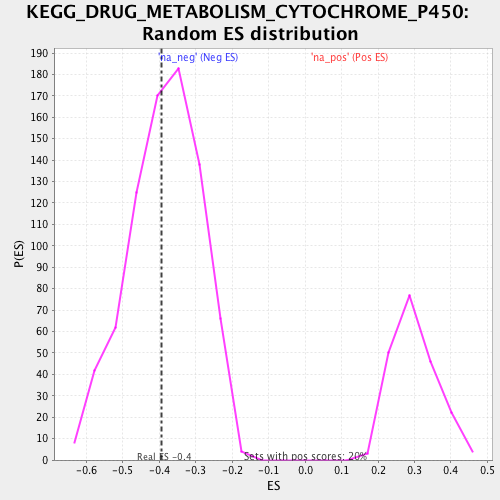 KEGG_DRUG_METABOLISM_CYTOCHROME_P450:
Random ES distribution
'na_neg' (Neg ES)
'na_pos' (Pos ES)
190
180
170
160
150
140
130
120
110
100
90
80
70
60
50
40
30
20
10
0
P(ES)
Real ES -0.4
Sets with pos scores: 20%
-0.6 -0.5 -0.4 -0.3 -0.2 -0.1 0.0 0.1 0.2 0.3 0.4 0.5
ES